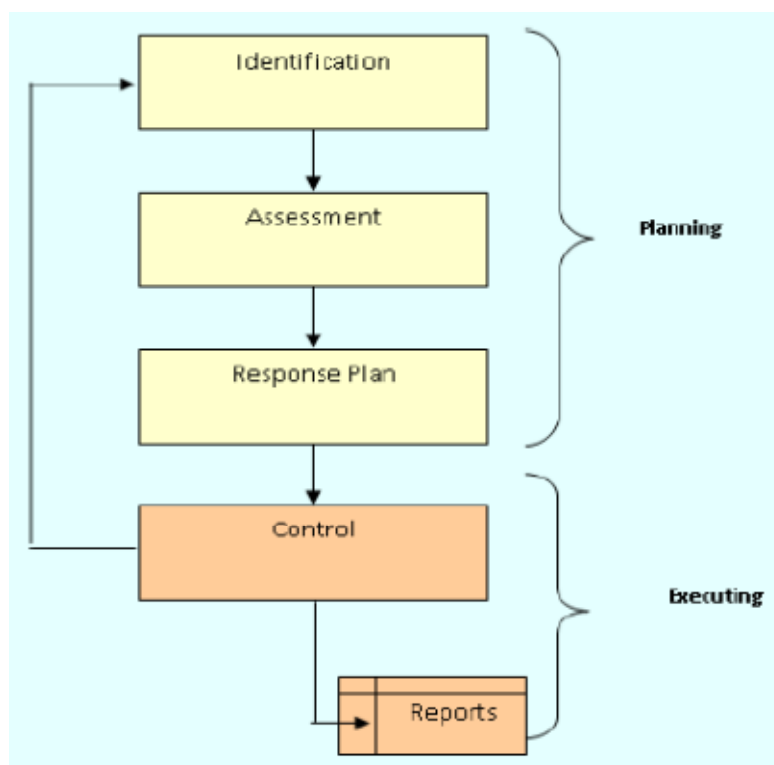 Identification
Assessment
Planning
Response Plan
Control
Executing
Reports